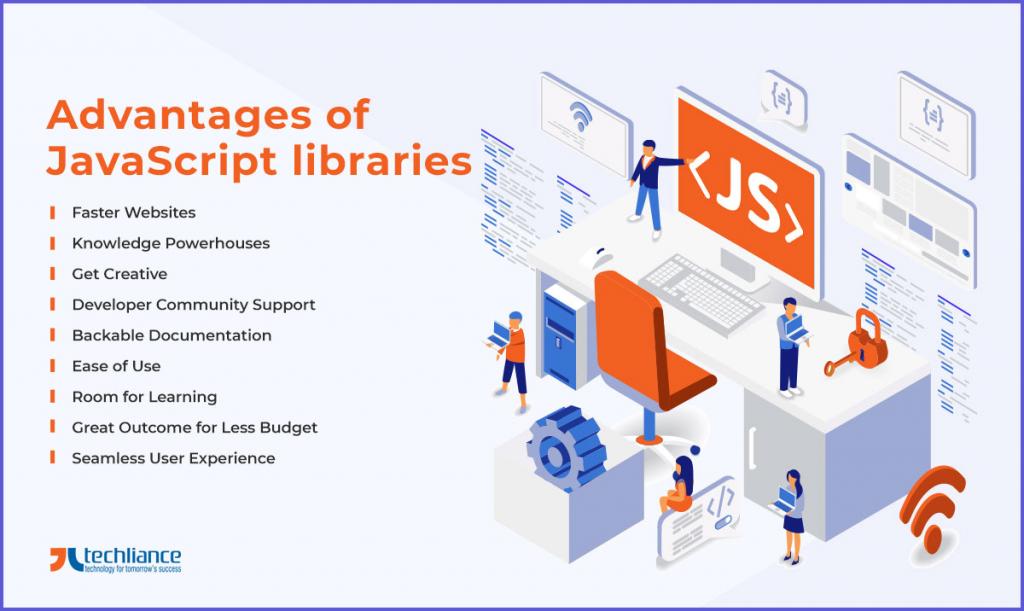 Advantages of
JavaScript libraries
Faster Websites
Knowledge Powerhouses
Get Creative
Developer Community Support
Backable Documentation
Ease of Use
Room for Learning
Great Outcome for Less Budget
Seamless User Experience
<JS>
{=}
{=}
</>
techliance
technology for tomorrow's success